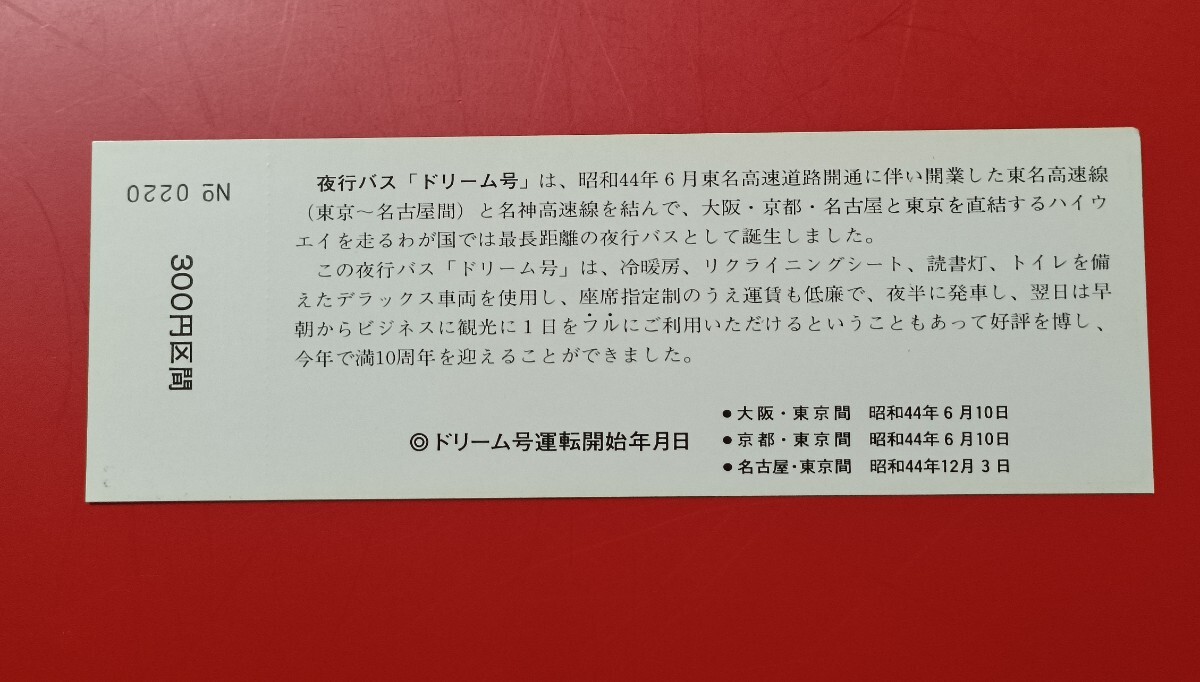 № 0220
300円区間
夜行バス「ドリーム号」は、昭和44年6月東名高速道路開通に伴い開業した東名高速線
(東京～名古屋間)と名神高速線を結んで、大阪・京都・名古屋と東京を直結するハイウ
エイを走るわが国では最長距離の夜行バスとして誕生しました。
この夜行バス「ドリーム号」は、冷暖房、リクライニングシート、読書灯、トイレを備
えたデラックス車両を使用し、座席指定制のうえ運賃も低廉で、夜半に発車し、翌日は早
朝からビジネスに観光に1日をフルにご利用いただけるということもあって好評を博し、
今年で満10周年を迎えることができました。
◎ドリーム号運転開始年月日
●大阪・東京間 昭和44年6月10日
●京都・東京間 昭和44年6月10日
●名古屋・東京間 昭和44年12月3日